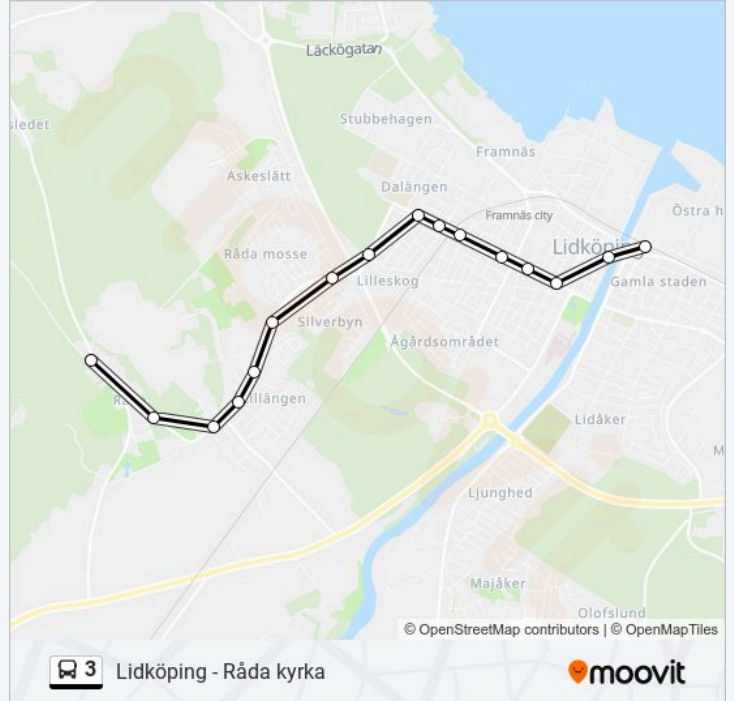 Läckögatan
sledet
Stubbehagen
Framnäs
Askeslätt
Dalängen
Framnäs city
Östra h
Råda mosse
Lidköping
Lilleskog
Gamla staden
Silverbyn
Ågårdsområdet
Lidåker
M
Ljunghed
Majåker
Olofslund
© OpenStreetMap contributors | © OpenMapTiles
3 Lidköping - Råda kyrka
moovit